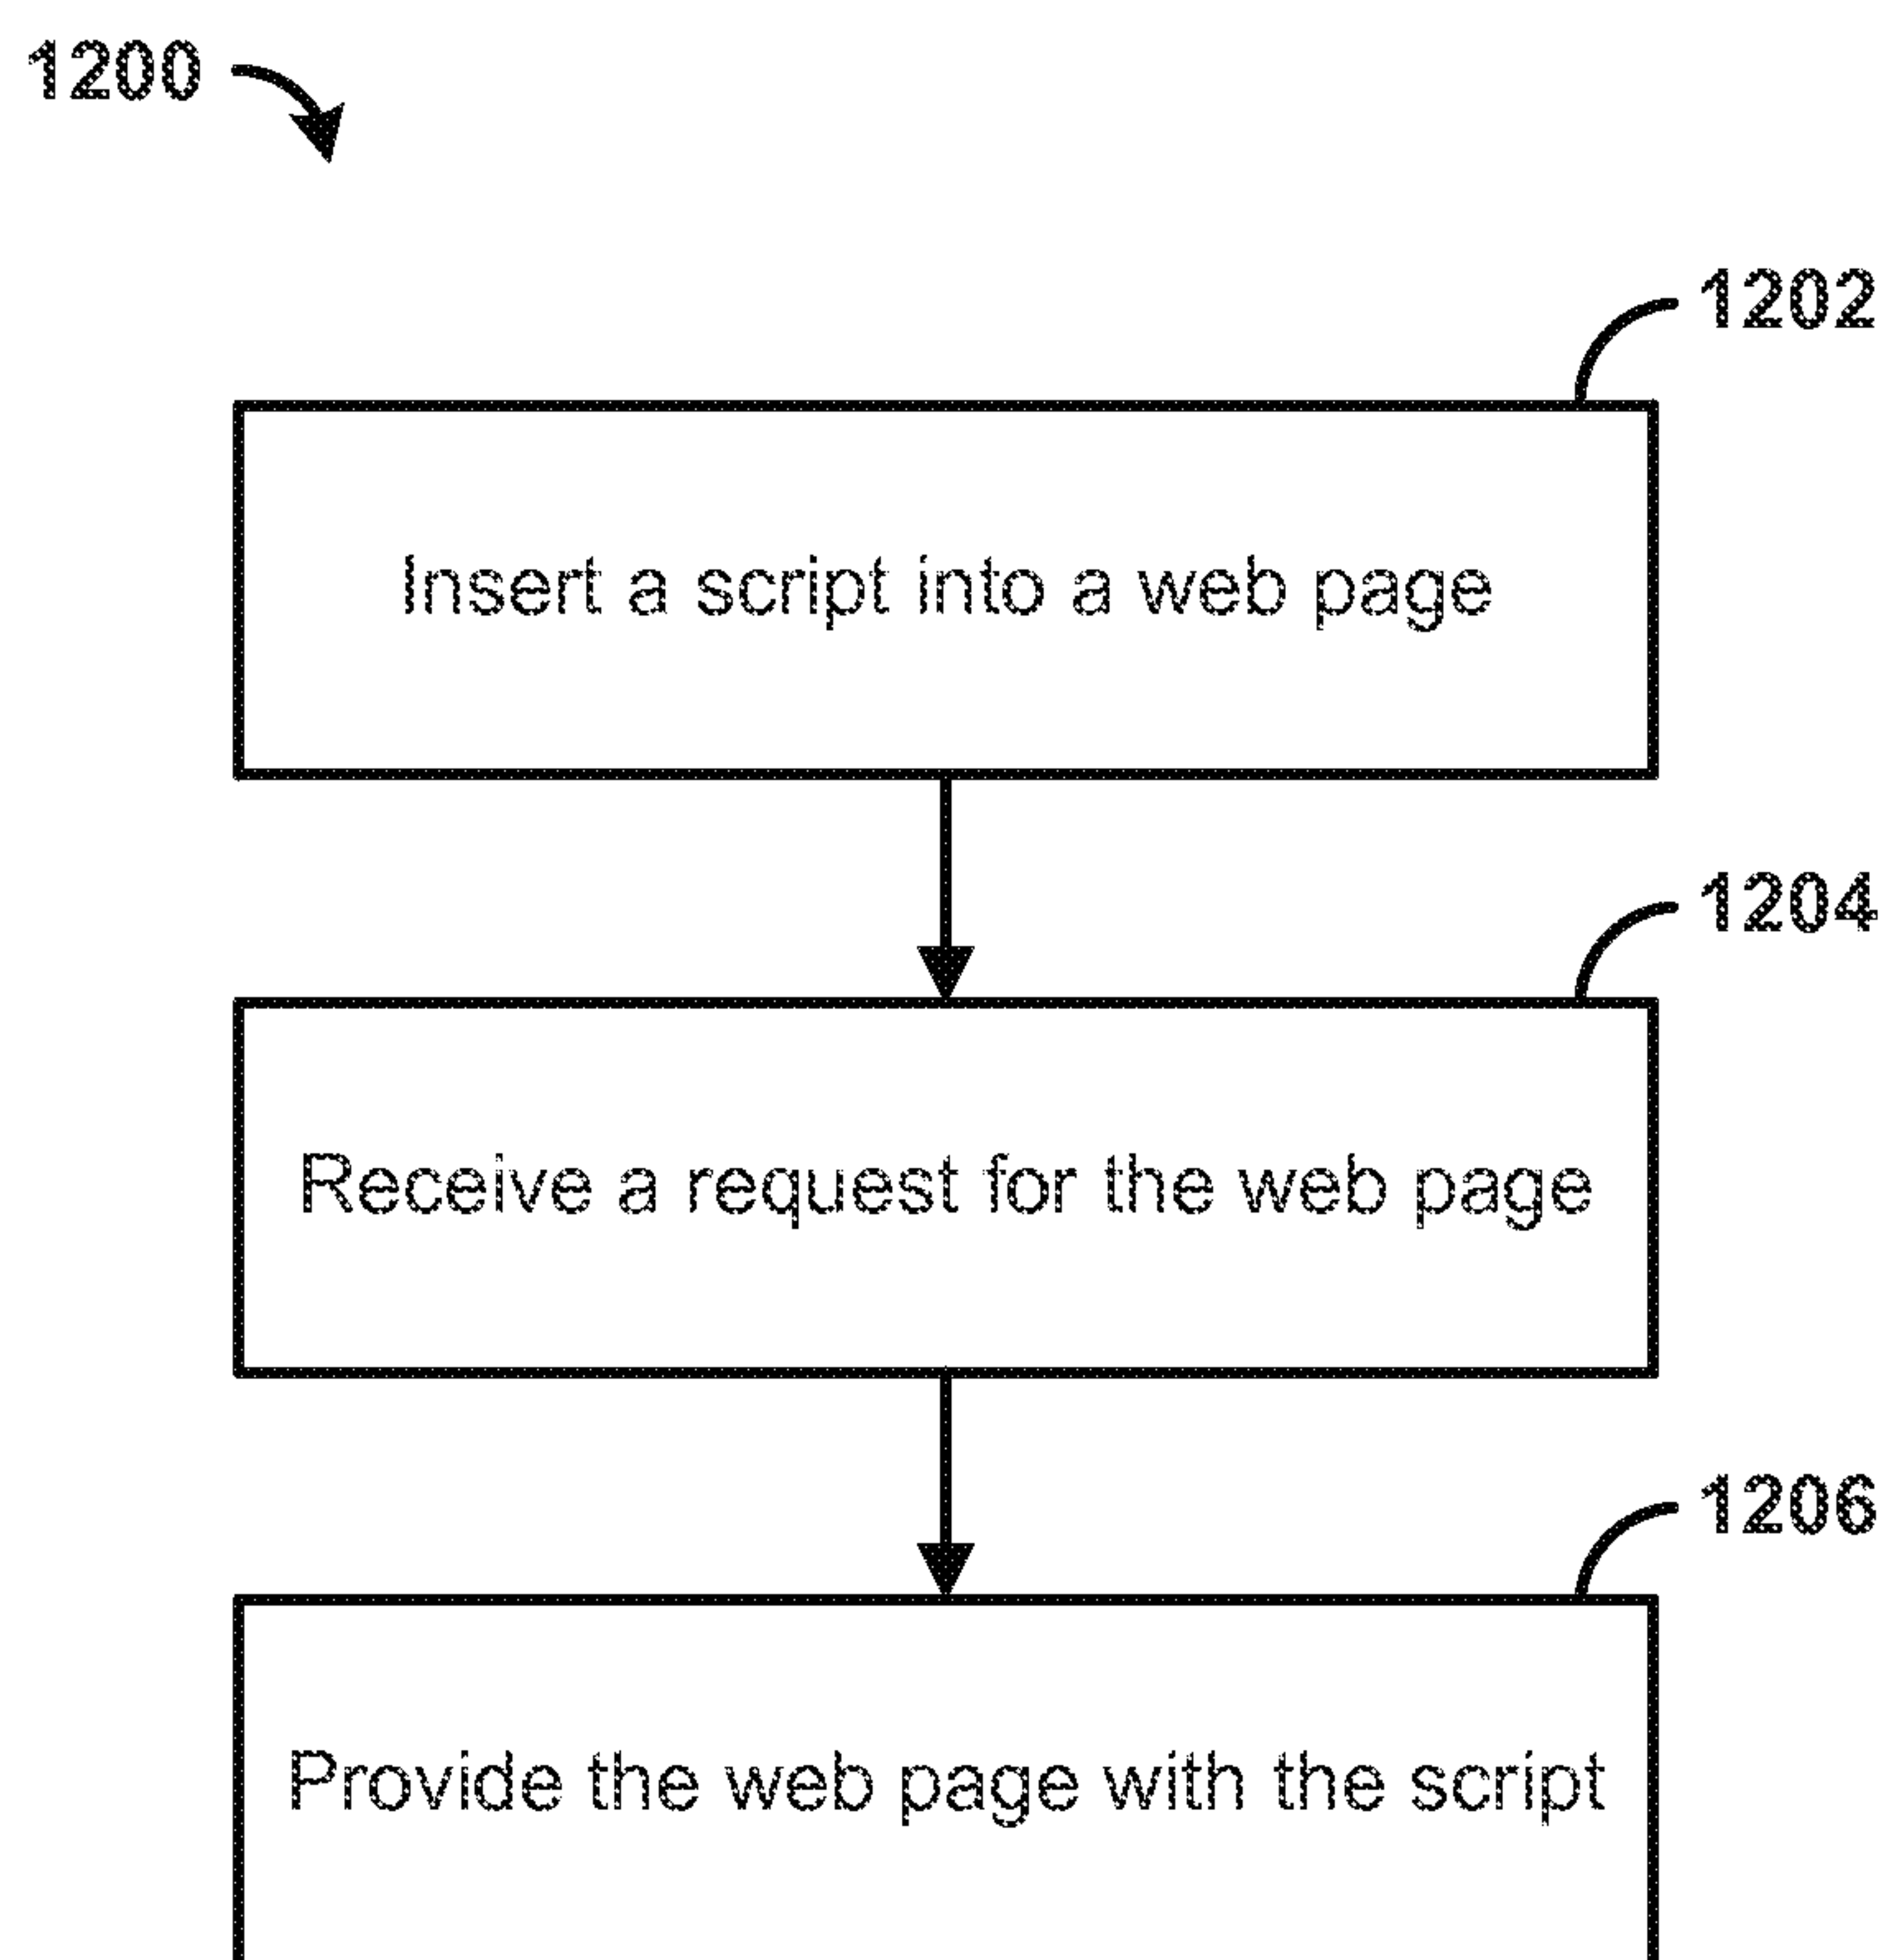 1200
1202
Insert a script into a web page
1204
Receive a request for the web page
1206
Provide the web page with the script